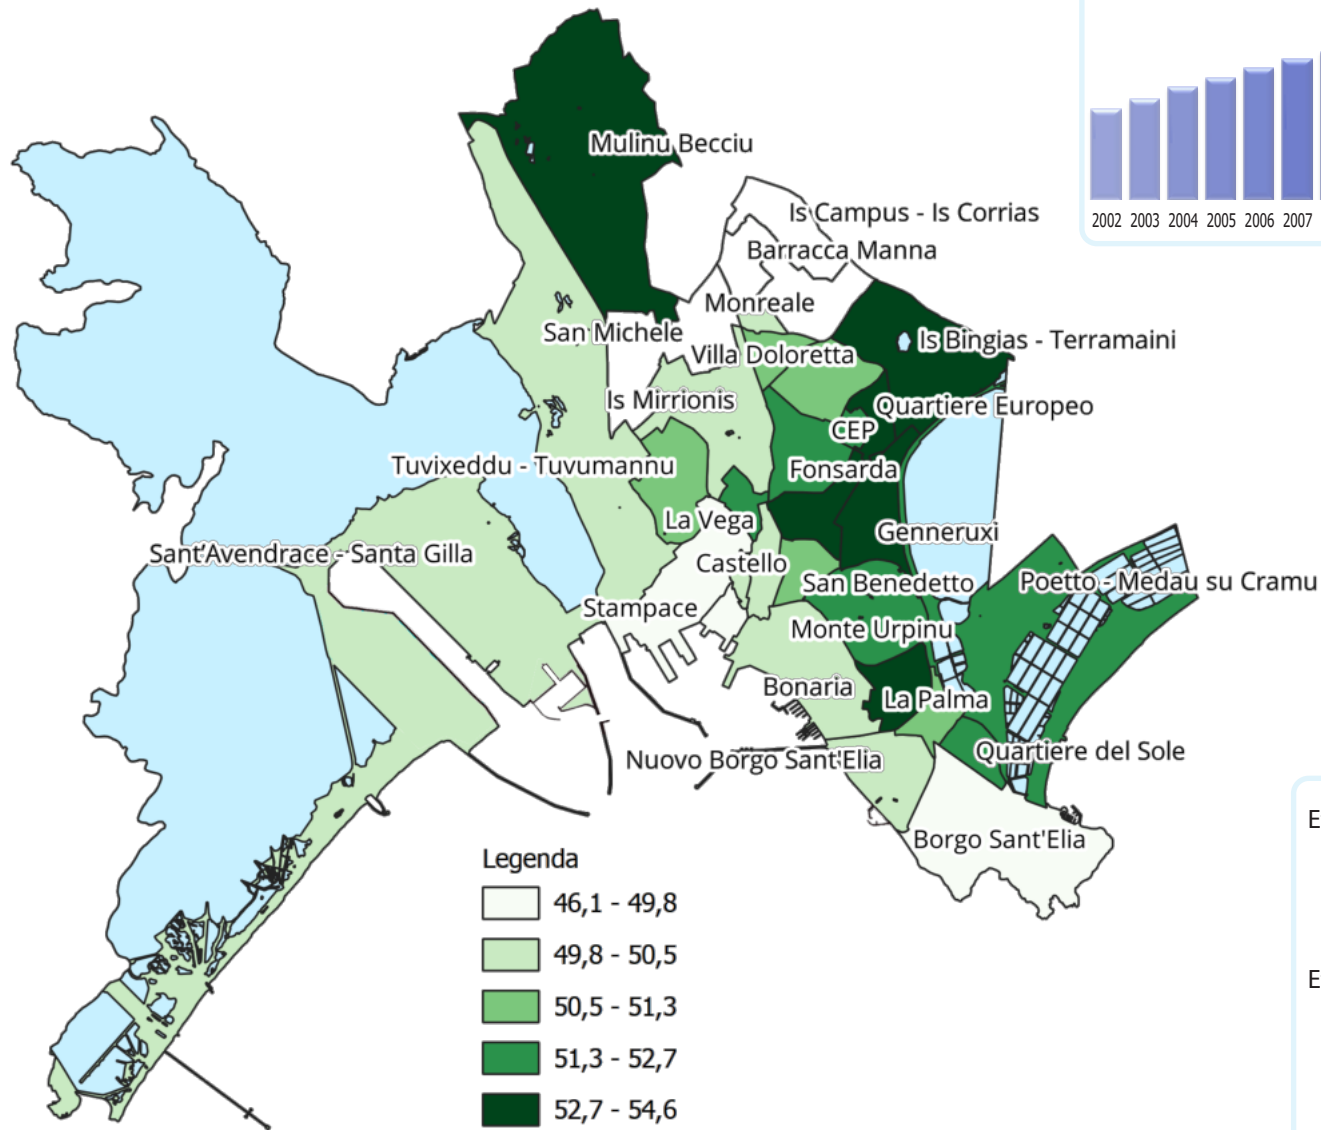 2002 2003 2004 2005 2006 2007
Mulinu Becciu
Is Campus - Is Corrias
Barracca Manna
Monreale
San Michele
Is Bingias - Terramaini
Villa Doloretta
Is Mirrionis
Quartiere Europeo
CEP
Tuvixeddu - Tuvumannu
Fonsarda
La Vega
Genneruxi
Sant'Avendrace - Santa Gilla
Castello
San Benedetto
Poetto - Medau su Cramu
Stampace
Monte Urpinu
Bonaria
La Palma
Quartiere del Sole
Nuovo Borgo Sant'Elia
Borgo Sant'Elia
Legenda
46,1 - 49,8
49,8 - 50,5
50,5 - 51,3
51,3 - 52,7
52,7 - 54,6